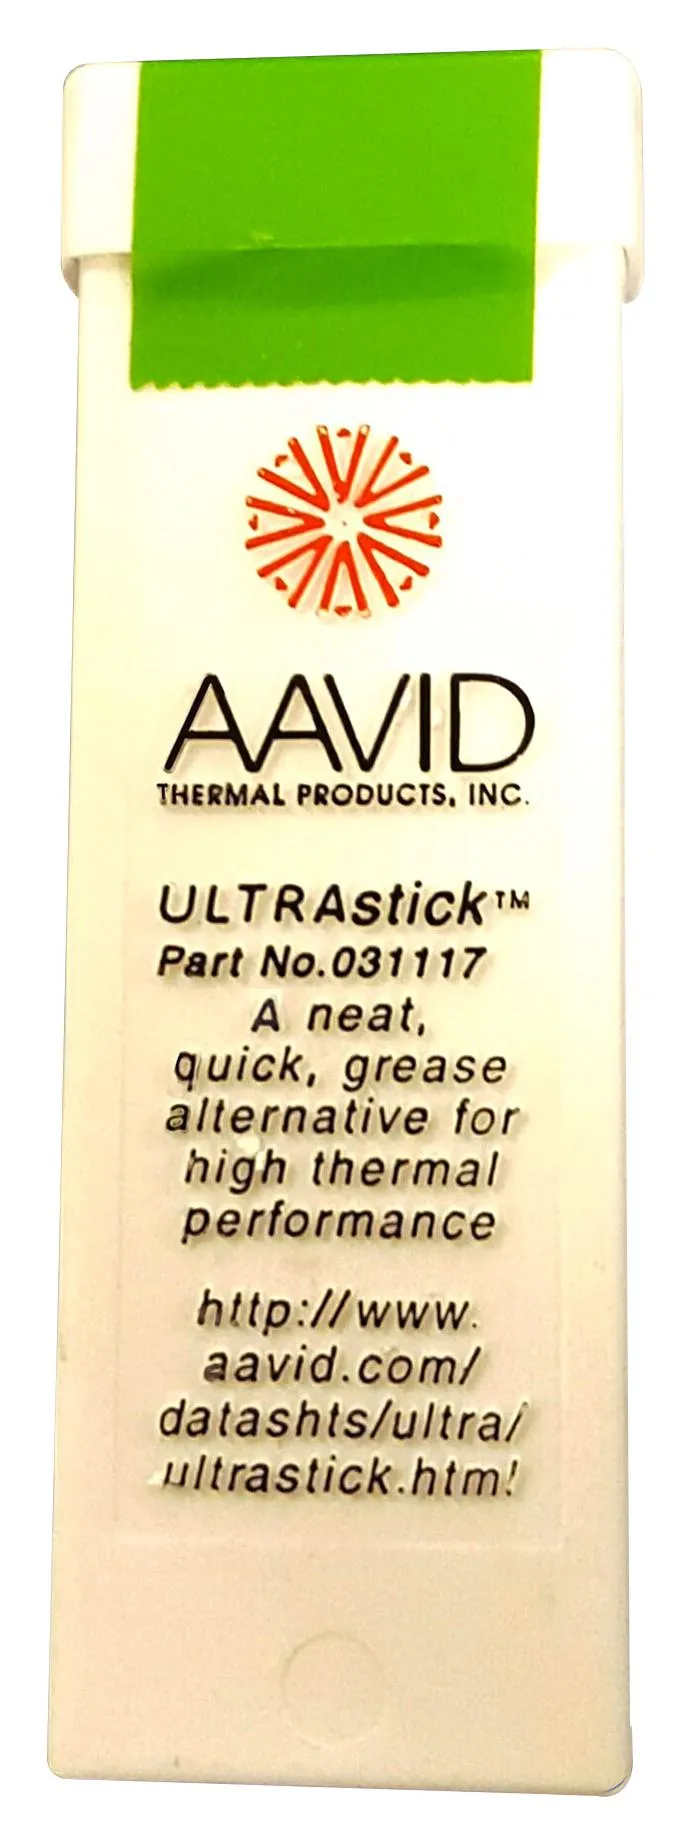 AAVID
THERMAL PRODUCTS, INC.
ULTRAstick™
Part No.031117
A neat,
quick, grease
alternative for
high thermal
performance
http://www.
aavid.com/
datashts/ultra/
ultrastick.html